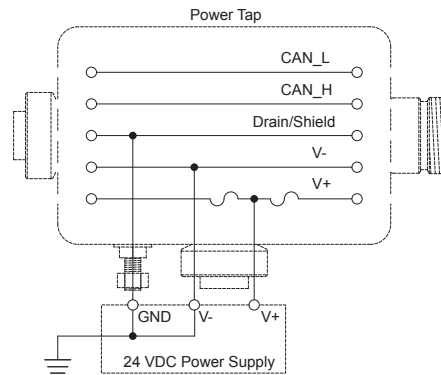 Power Tap
CAN_L
CAN_H
Drain/Shield
V-
V+
GND V- V+
24 VDC Power Supply